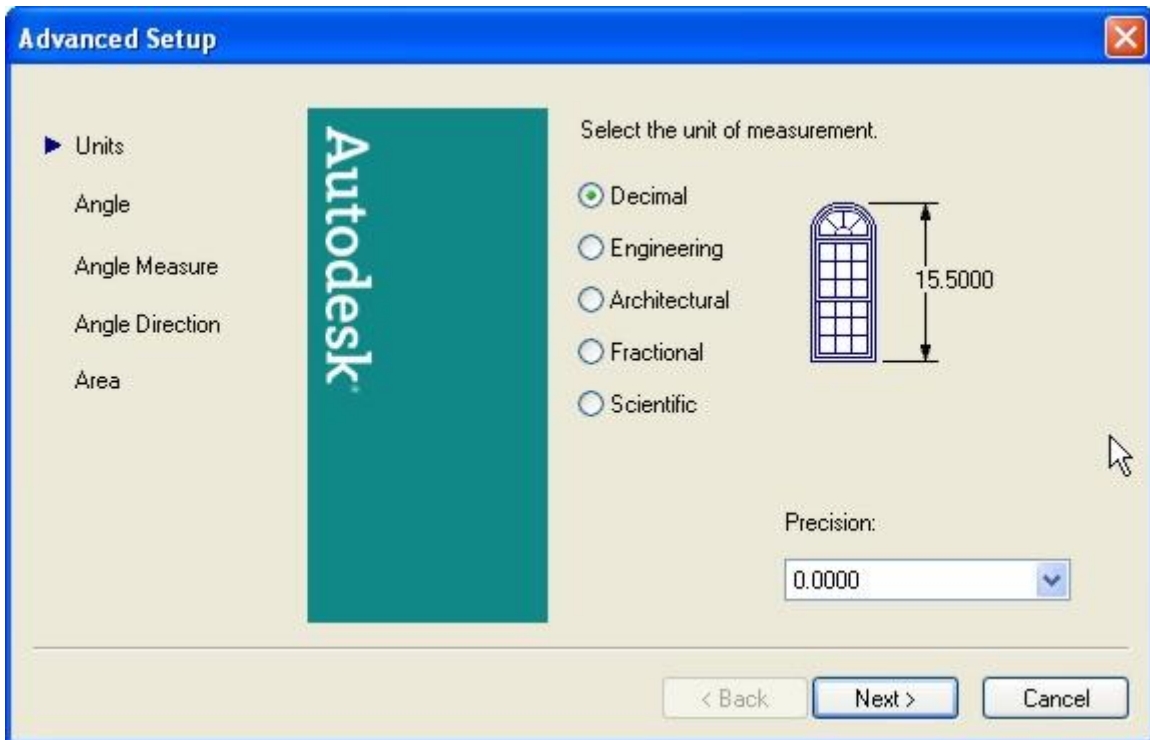 Advanced Setup
Units
Angle
Angle Measure
Angle Direction
Area
Autodesk
Select the unit of measurement.
Decimal
Engineering
Architectural
Fractional
Scientific
15.5000
Precision:
0.0000
< Back
Next >
Cancel